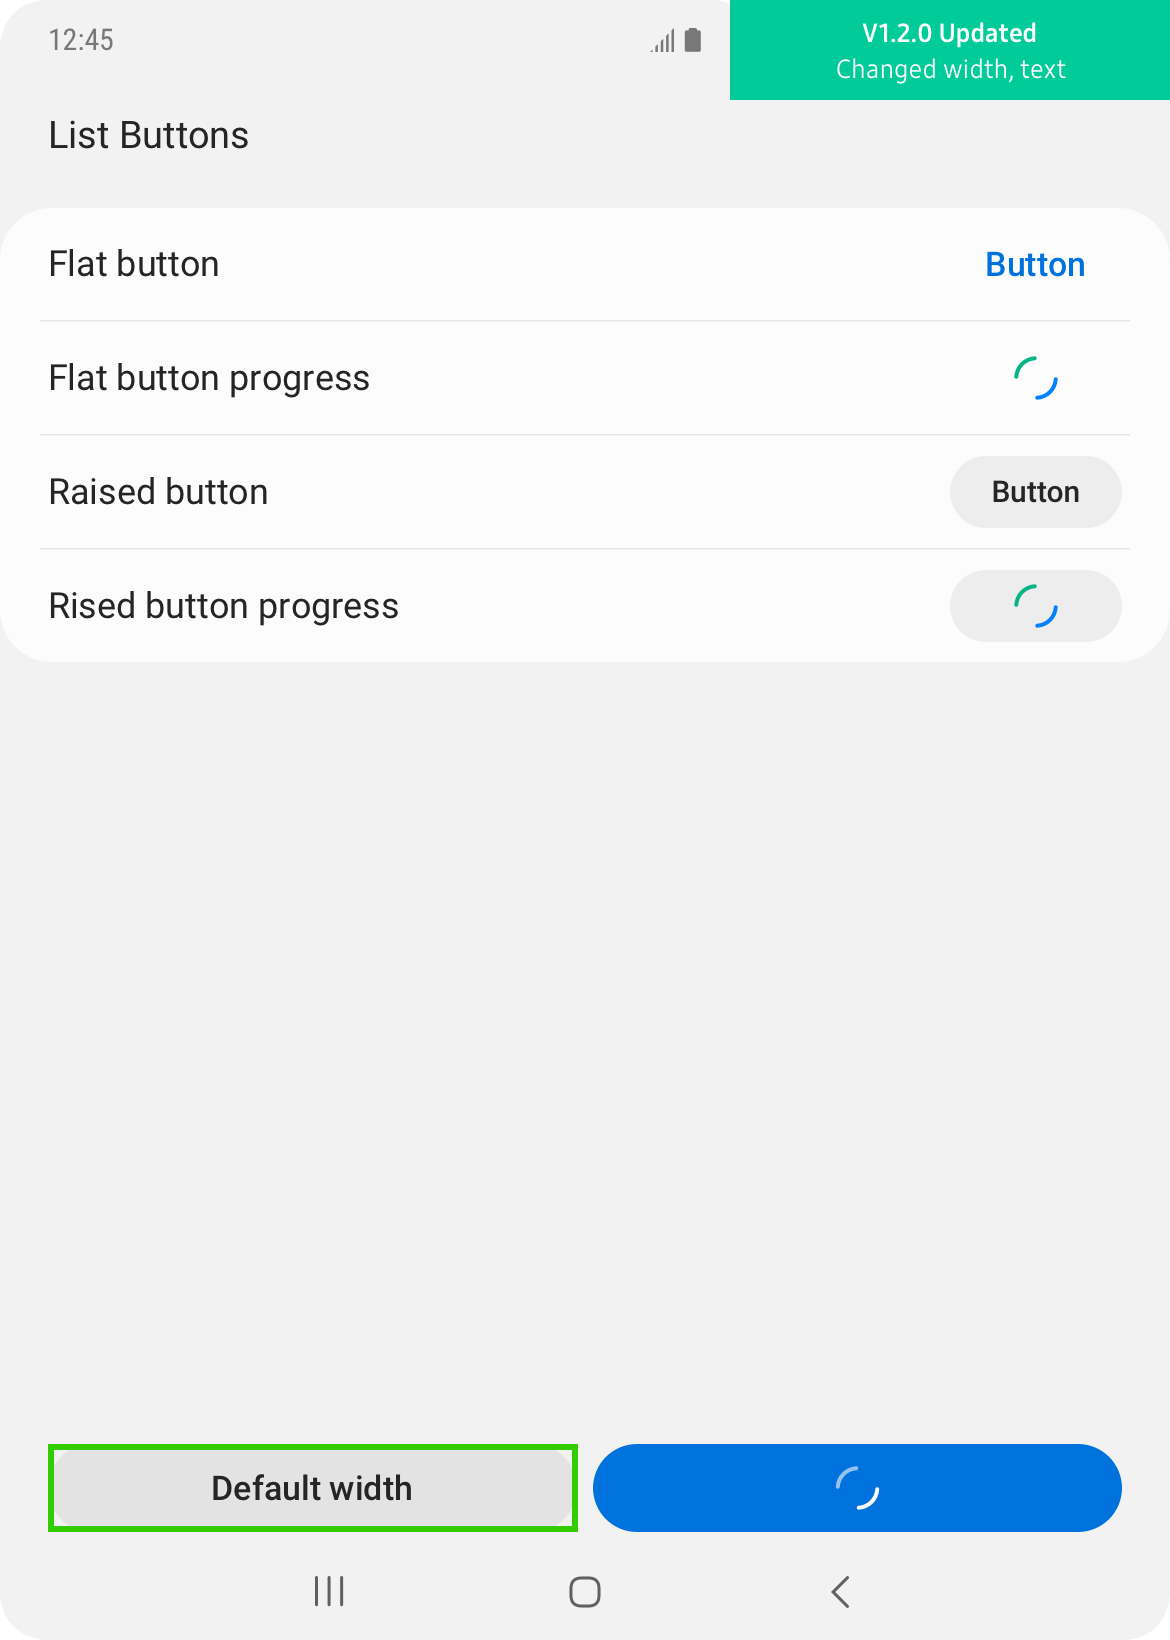 12:45
V1.2.0 Updated
Changed width, text
List Buttons
Flat button
Button
Flat button progress
Raised button
Button
Rised button progress
Default width